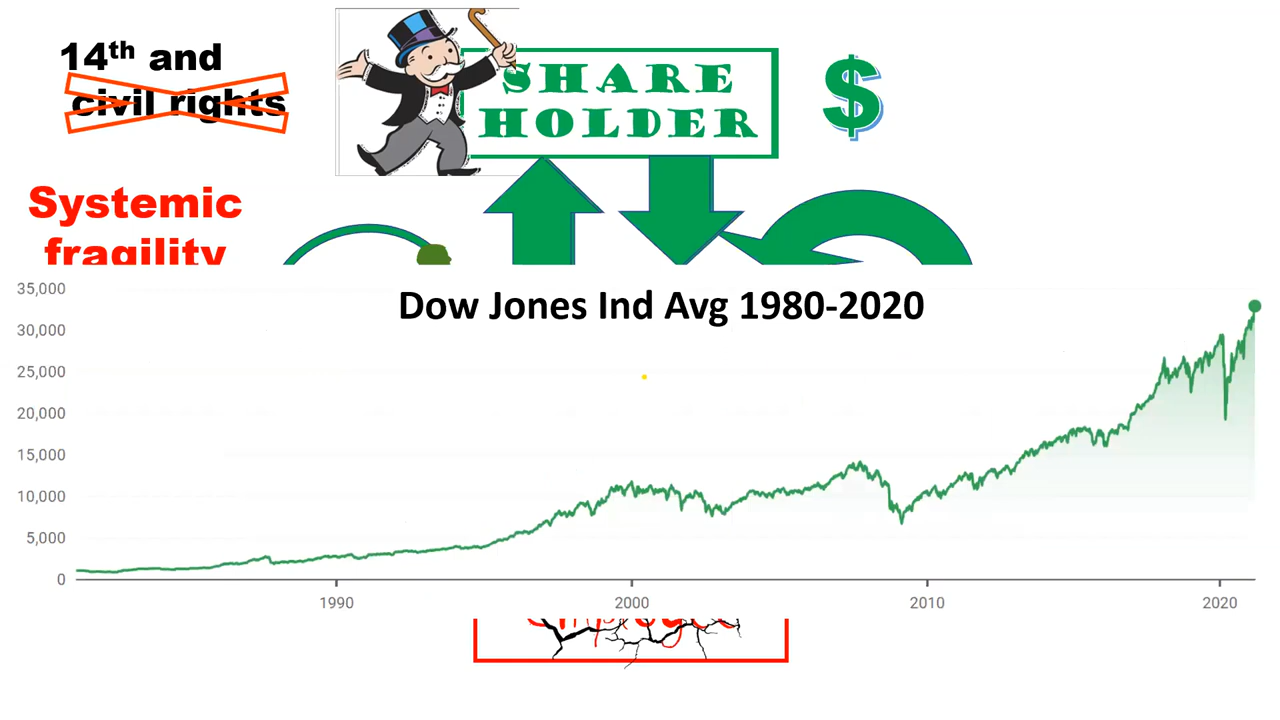 14th and
civil rights
SHARE
HOLDER
$
Systemic
fragility
Dow Jones Ind Avg 1980-2020
35,000
30,000
25,000
20,000
15,000
10,000
5,000
0
1990
2000
2010
2020